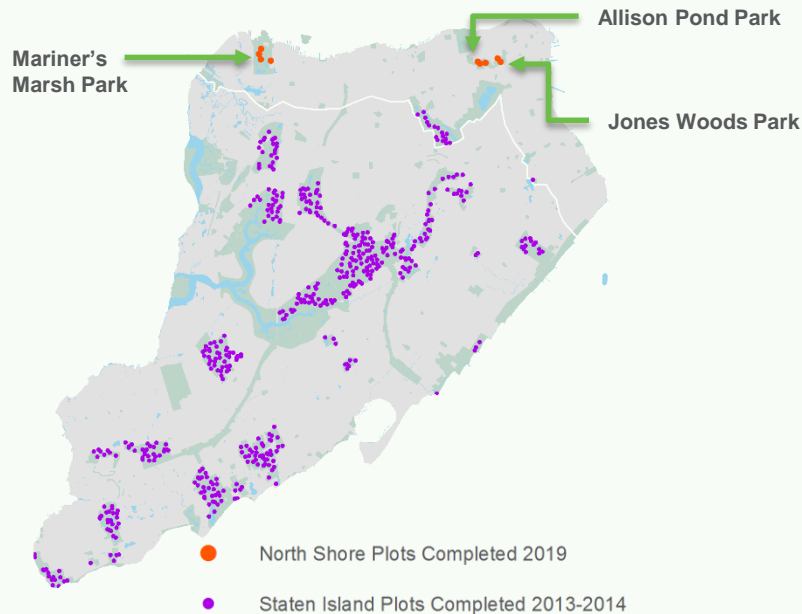 Allison Pond Park
Mariner’s
Marsh Park
Jones Woods Park
North Shore Plots Completed 2019
Staten Island Plots Completed 2013-2014